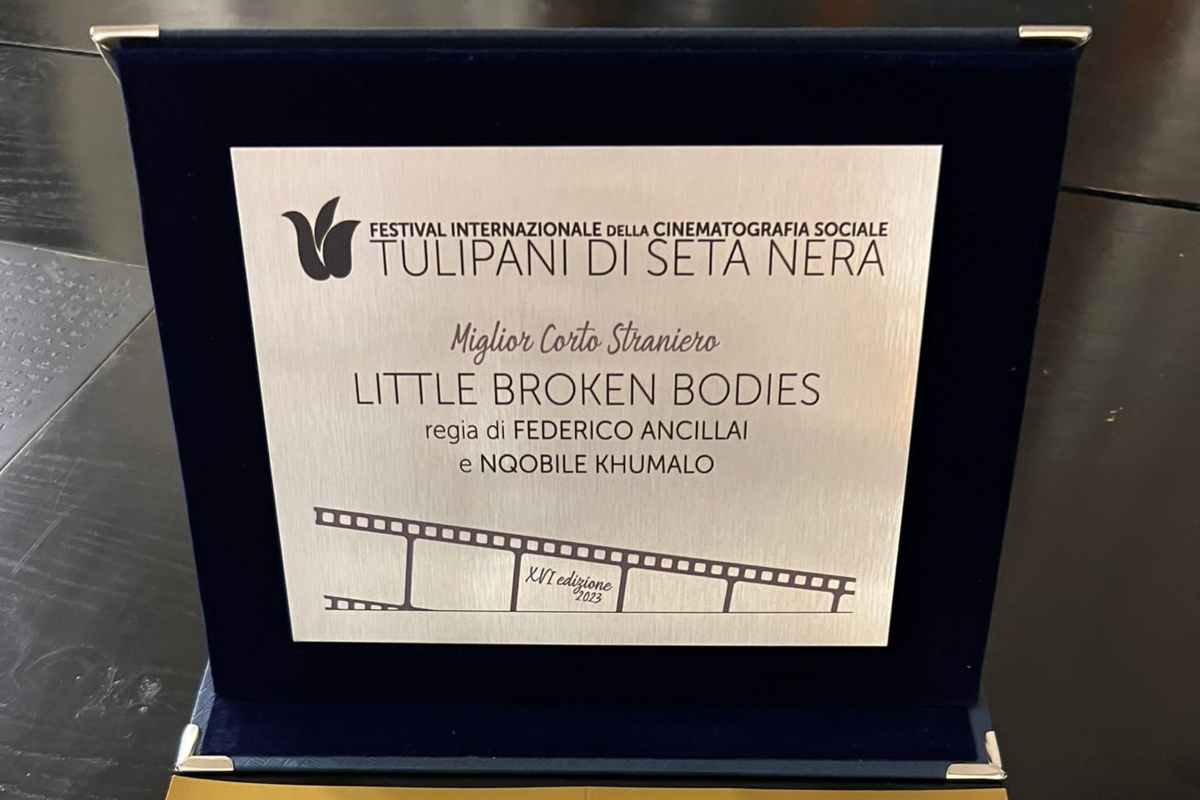 FESTIVAL INTERNAZIONALE DELLA CINEMATOGRAFIA SOCIALE
TULIPANI DI SETA NERA
Miglior Corto Straniero
LITTLE BROKEN BODIES
regia di FEDERICO ANCILLAI
e NQOBILE KHUMALO
XVI edizione
2023